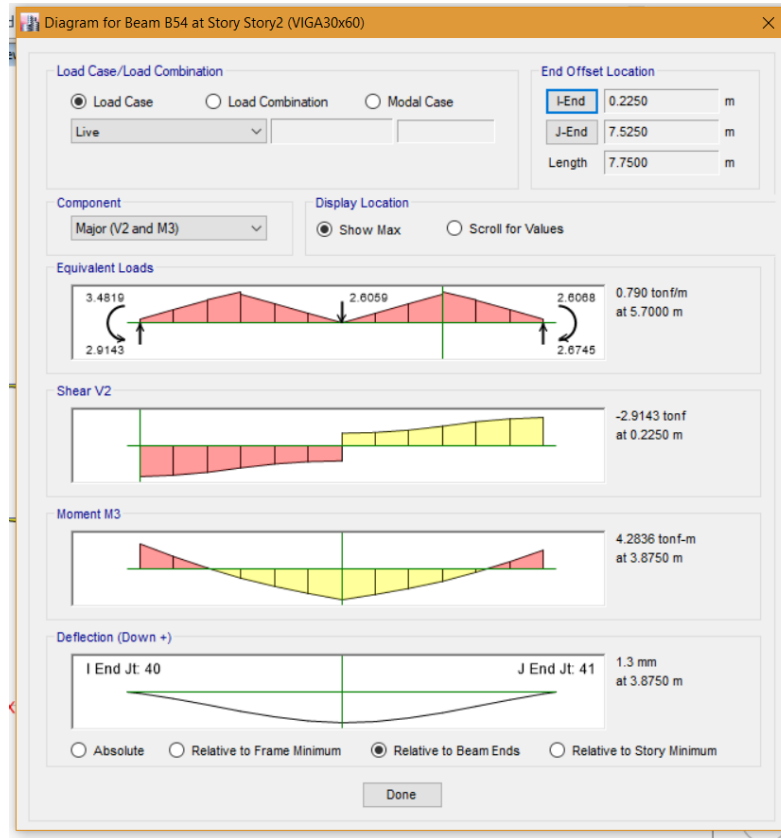 Diagram for Beam B54 at Story Story2 (VIGA30x60)
Load Case/Load Combination
Load Case Load Combination Modal Case
Live
End Offset Location
I-End 0.2250 m
J-End 7.5250 m
Length 7.7500 m
Component
Major (V2 and M3)
Display Location
Show Max Scroll for Values
Equivalent Loads
3.4819 2.6059 2.6068
2.9143 2.6745
0.790 tonf/m
at 5.7000 m
Shear V2
-2.9143 tonf
at 0.2250 m
Moment M3
4.2836 tonf-m
at 3.8750 m
Deflection (Down +)
I End Jt: 40 J End Jt: 41
1.3 mm
at 3.8750 m
Absolute Relative to Frame Minimum Relative to Beam Ends Relative to Story Minimum
Done